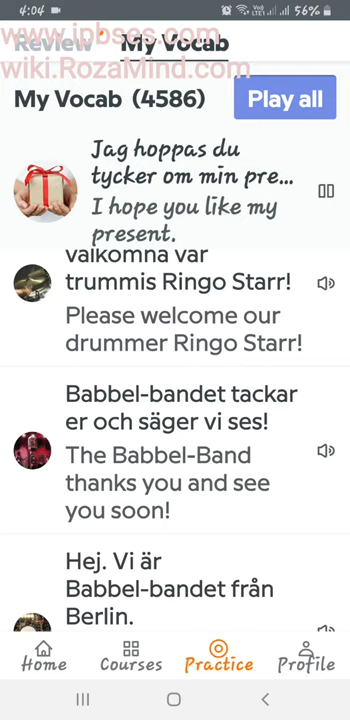 4:04
56%
www.ipbses.com
Review
My Vocab
wiki.RozaMind.com
My Vocab (4586)
Play all
Jag hoppas du
tycker om min pre...
I hope you like my
present.
välkomna vår
trummis Ringo Starr!
Please welcome our
drummer Ringo Starr!
Babbel-bandet tackar
er och säger vi ses!
The Babbel-Band
thanks you and see
you soon!
Hej. Vi är
Babbel-bandet från
Berlin.
Home
Courses
Practice
Profile